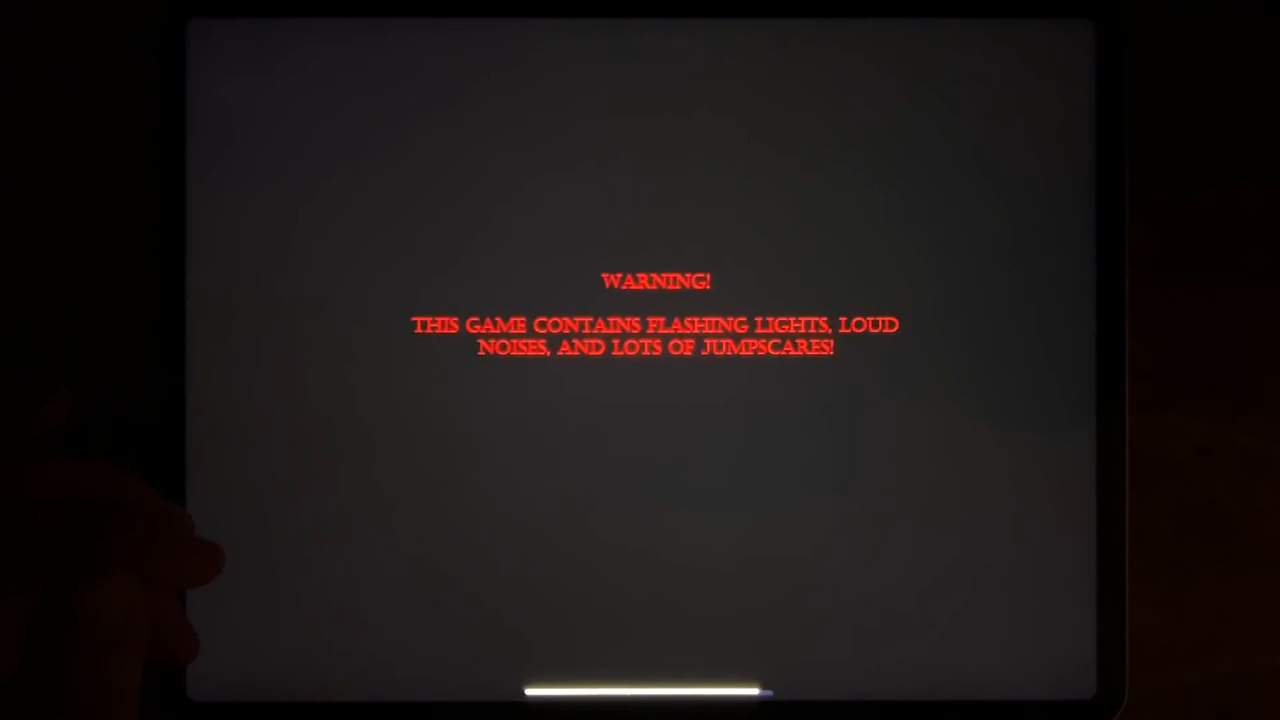 WARNING!
THIS GAME CONTAINS FLASHING LIGHTS, LOUD
NOISES, AND LOTS OF JUMPSCARES!